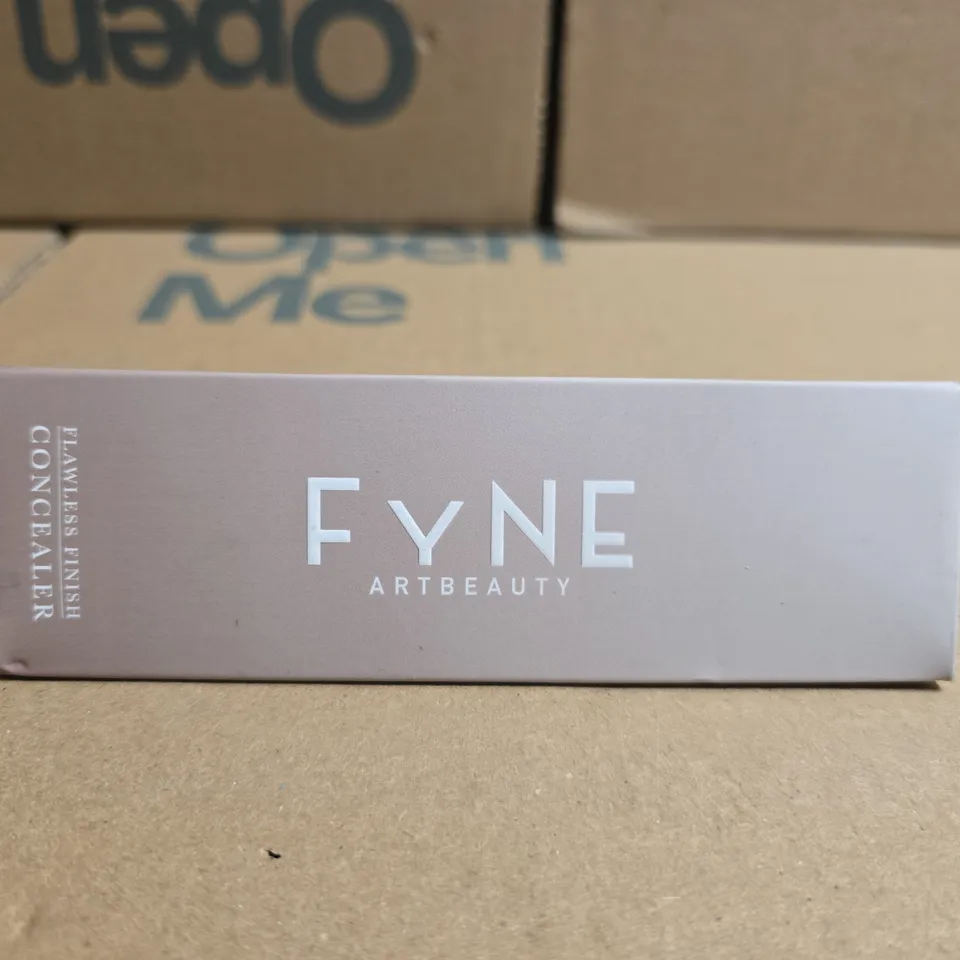 Open
Open
Me
FLAWLESS FINISH
CONCEALER
FYNE
ARTBEAUTY